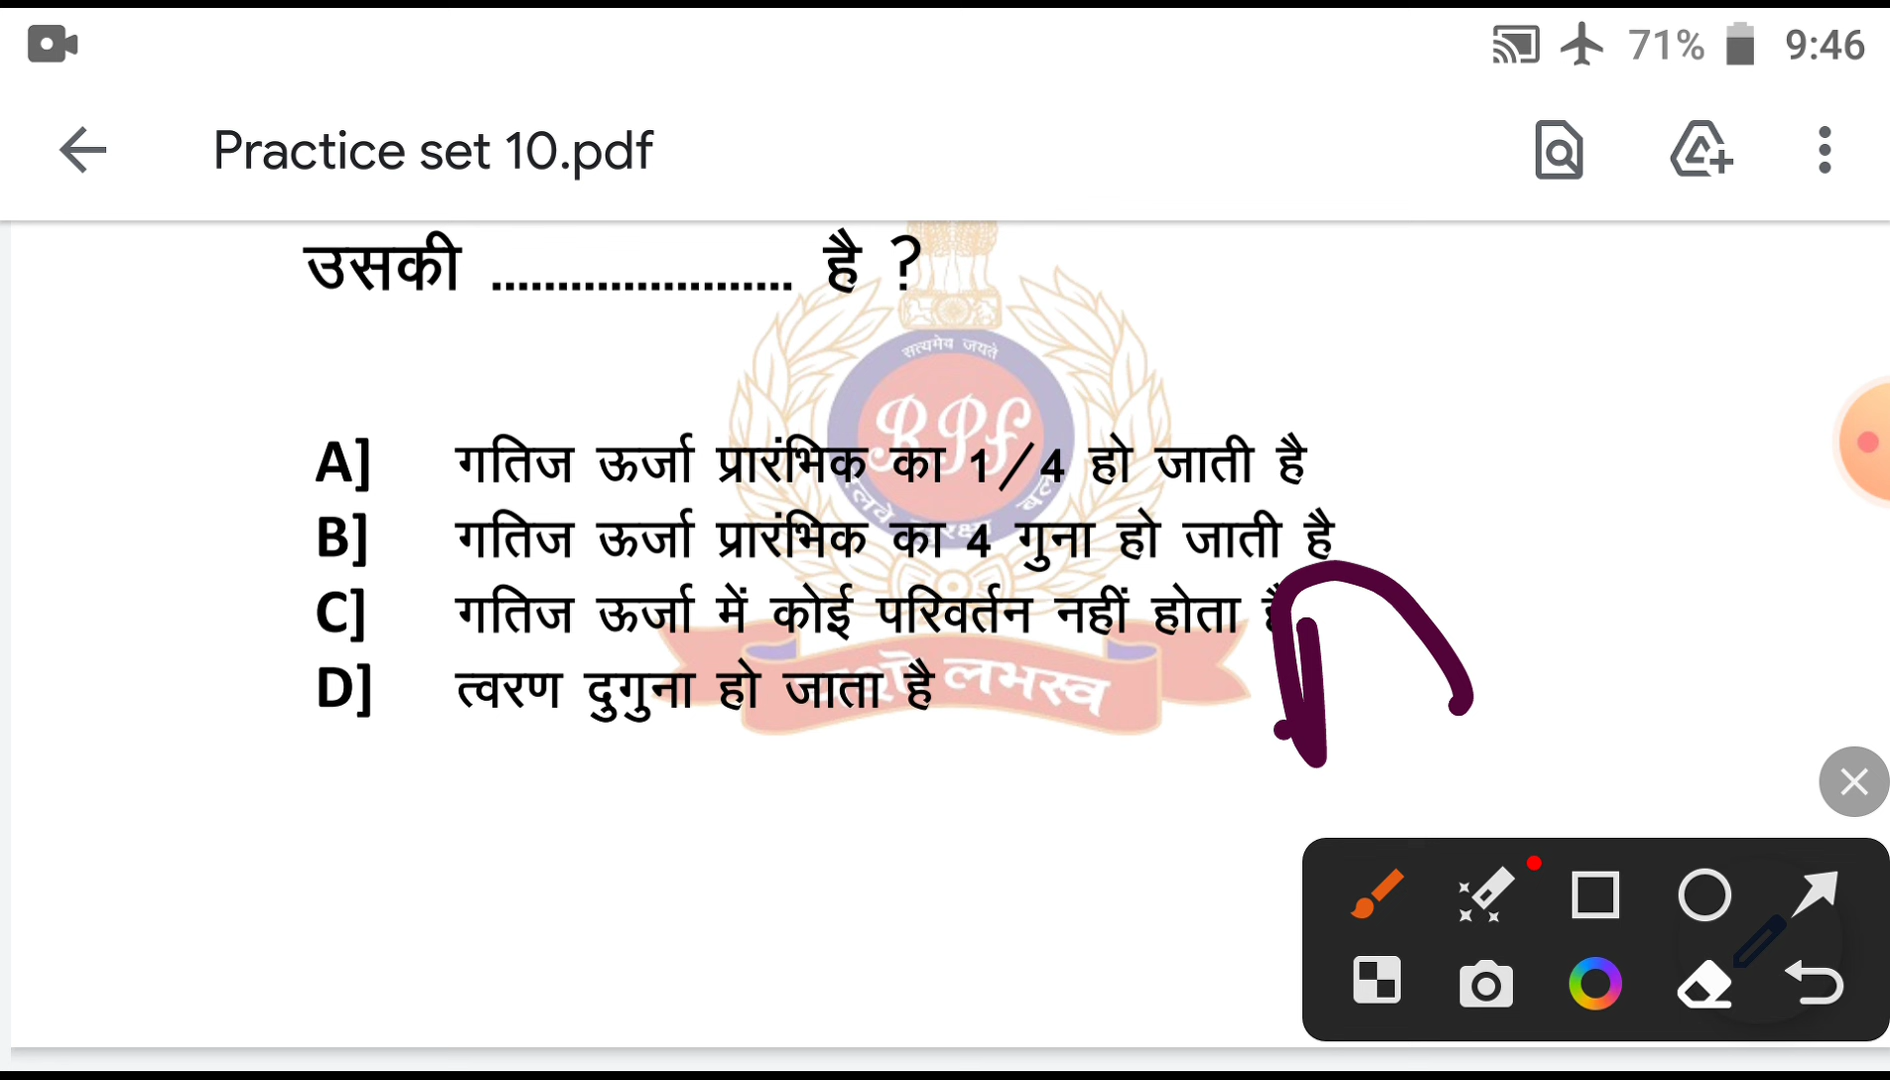 71% 9:46
Practice set 10.pdf
उसकी ....................... है ?
सत्यमेव जयते
RPf
A] गतिज ऊर्जा प्रारंभिक का 1/4 हो जाती है
B] गतिज ऊर्जा प्रारंभिक का 4 गुना हो जाती है
C] गतिज ऊर्जा में कोई परिवर्तन नहीं होता
D] त्वरण दुगुना हो जाता है
लभस्व